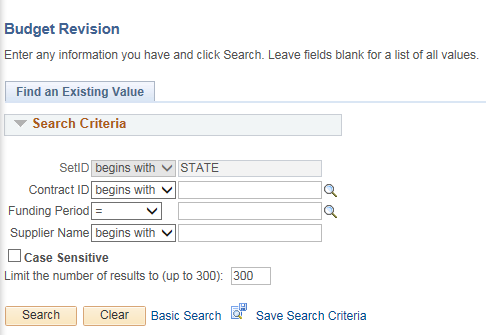 Budget Revision
Enter any information you have and click Search. Leave fields blank for a list of all values.
Find an Existing Value
Search Criteria
SetID begins with STATE
Contract ID begins with
Funding Period =
Supplier Name begins with
Case Sensitive
Limit the number of results to (up to 300): 300
Search Clear Basic Search Save Search Criteria